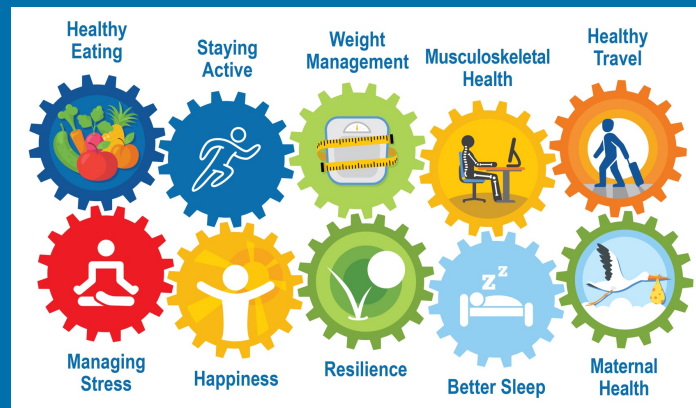 Healthy
Eating
Staying
Active
Weight
Management
Musculoskeletal
Health
Healthy
Travel
Managing
Stress
Happiness
Resilience
z z
Better Sleep
Maternal
Health